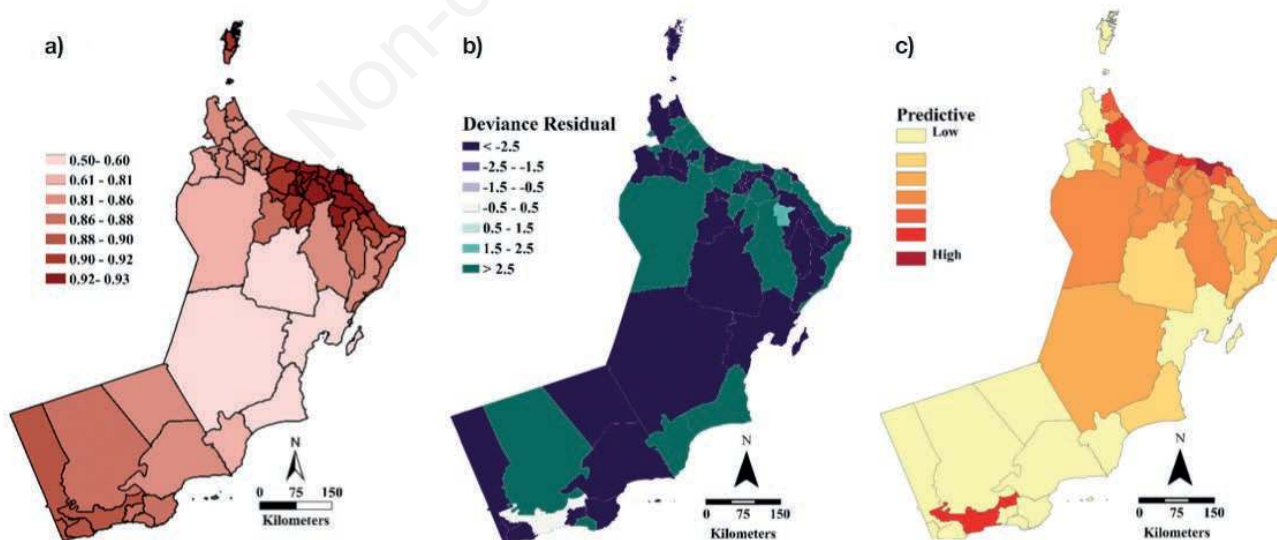 Non-c
a)
0.50- 0.60
0.61 - 0.81
0.81 - 0.86
0.86 - 0.88
0.88 - 0.90
0.90 - 0.92
0.92- 0.93
N
0 75 150
Kilometers
b)
Deviance Residual
< -2.5
-2.5 - -1.5
-1.5 - -0.5
-0.5 - 0.5
0.5 - 1.5
1.5 - 2.5
> 2.5
N
0 75 150
Kilometers
c)
Predictive
Low
High
N
0 75 150
Kilometers